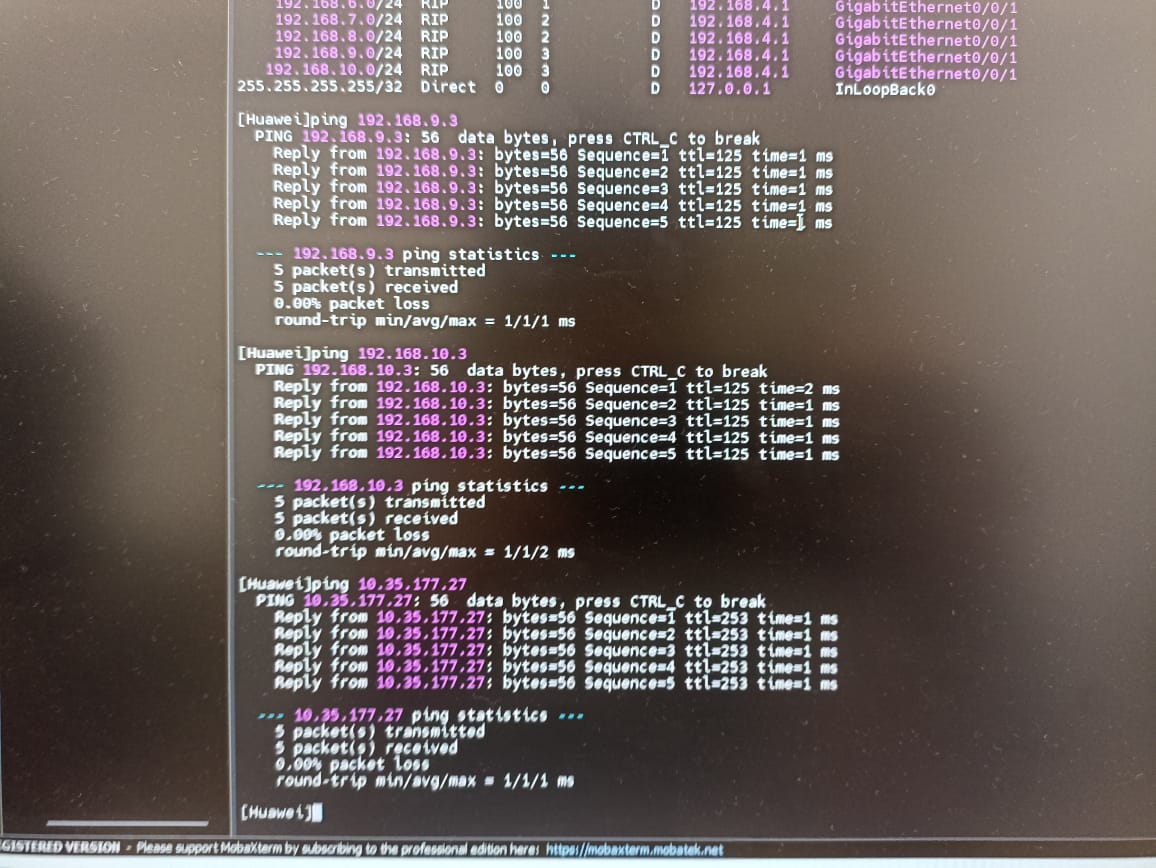 192.168.6.0/24 RIP 100 1 D 192.168.4.1 GigabitEthernet0/0/1
192.168.7.0/24 RIP 100 2 D 192.168.4.1 GigabitEthernet0/0/1
192.168.8.0/24 RIP 100 2 D 192.168.4.1 GigabitEthernet0/0/1
192.168.9.0/24 RIP 100 3 D 192.168.4.1 GigabitEthernet0/0/1
192.168.10.0/24 RIP 100 3 D 192.168.4.1 GigabitEthernet0/0/1
255.255.255.255/32 Direct 0 0 D 127.0.0.1 InLoopBack0
[Huawei]ping 192.168.9.3
PING 192.168.9.3: 56  data bytes, press CTRL_C to break
Reply from 192.168.9.3: bytes=56 Sequence=1 ttl=125 time=1 ms
Reply from 192.168.9.3: bytes=56 Sequence=2 ttl=125 time=1 ms
Reply from 192.168.9.3: bytes=56 Sequence=3 ttl=125 time=1 ms
Reply from 192.168.9.3: bytes=56 Sequence=4 ttl=125 time=1 ms
Reply from 192.168.9.3: bytes=56 Sequence=5 ttl=125 time=1 ms
--- 192.168.9.3 ping statistics ---
5 packet(s) transmitted
5 packet(s) received
0.00% packet loss
round-trip min/avg/max = 1/1/1 ms
[Huawei]ping 192.168.10.3
PING 192.168.10.3: 56  data bytes, press CTRL_C to break
Reply from 192.168.10.3: bytes=56 Sequence=1 ttl=125 time=2 ms
Reply from 192.168.10.3: bytes=56 Sequence=2 ttl=125 time=1 ms
Reply from 192.168.10.3: bytes=56 Sequence=3 ttl=125 time=1 ms
Reply from 192.168.10.3: bytes=56 Sequence=4 ttl=125 time=1 ms
Reply from 192.168.10.3: bytes=56 Sequence=5 ttl=125 time=1 ms
--- 192.168.10.3 ping statistics ---
5 packet(s) transmitted
5 packet(s) received
0.00% packet loss
round-trip min/avg/max = 1/1/2 ms
[Huawei]ping 10.35.177.27
PING 10.35.177.27: 56  data bytes, press CTRL_C to break
Reply from 10.35.177.27: bytes=56 Sequence=1 ttl=253 time=1 ms
Reply from 10.35.177.27: bytes=56 Sequence=2 ttl=253 time=1 ms
Reply from 10.35.177.27: bytes=56 Sequence=3 ttl=253 time=1 ms
Reply from 10.35.177.27: bytes=56 Sequence=4 ttl=253 time=1 ms
Reply from 10.35.177.27: bytes=56 Sequence=5 ttl=253 time=1 ms
--- 10.35.177.27 ping statistics ---
5 packet(s) transmitted
5 packet(s) received
0.00% packet loss
round-trip min/avg/max = 1/1/1 ms
[Huawei]
GISTERED VERSION - Please support MobaXterm by subscribing to the professional edition here: https://mobaxterm.mobatek.net